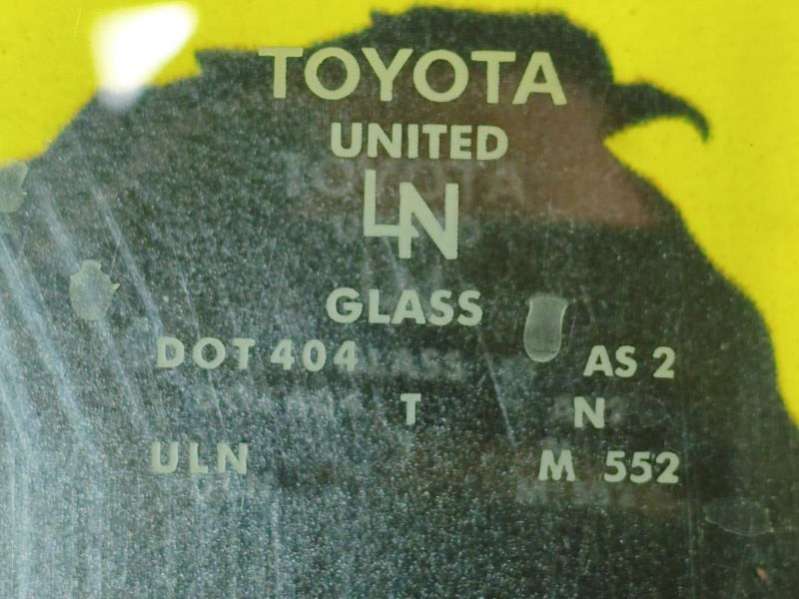 TOYOTA
UNITED
LN
GLASS
DOT 404 AS 2
T N
ULN M 552